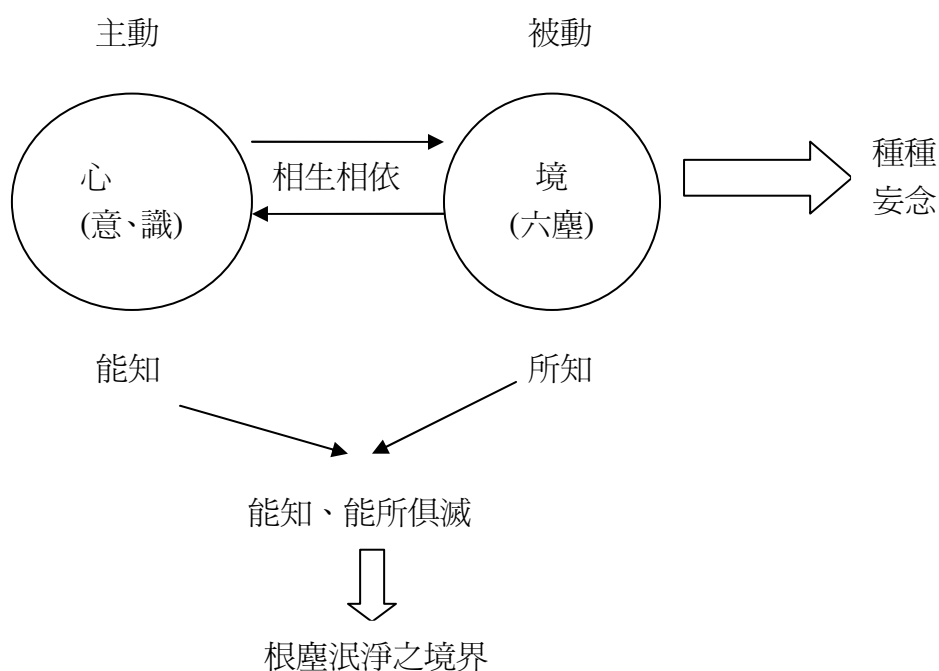 主動
被動
心
(意、識)
相生相依
境
(六塵)
種種
妄念
能知
所知
能知、能所俱滅
根塵泯淨之境界